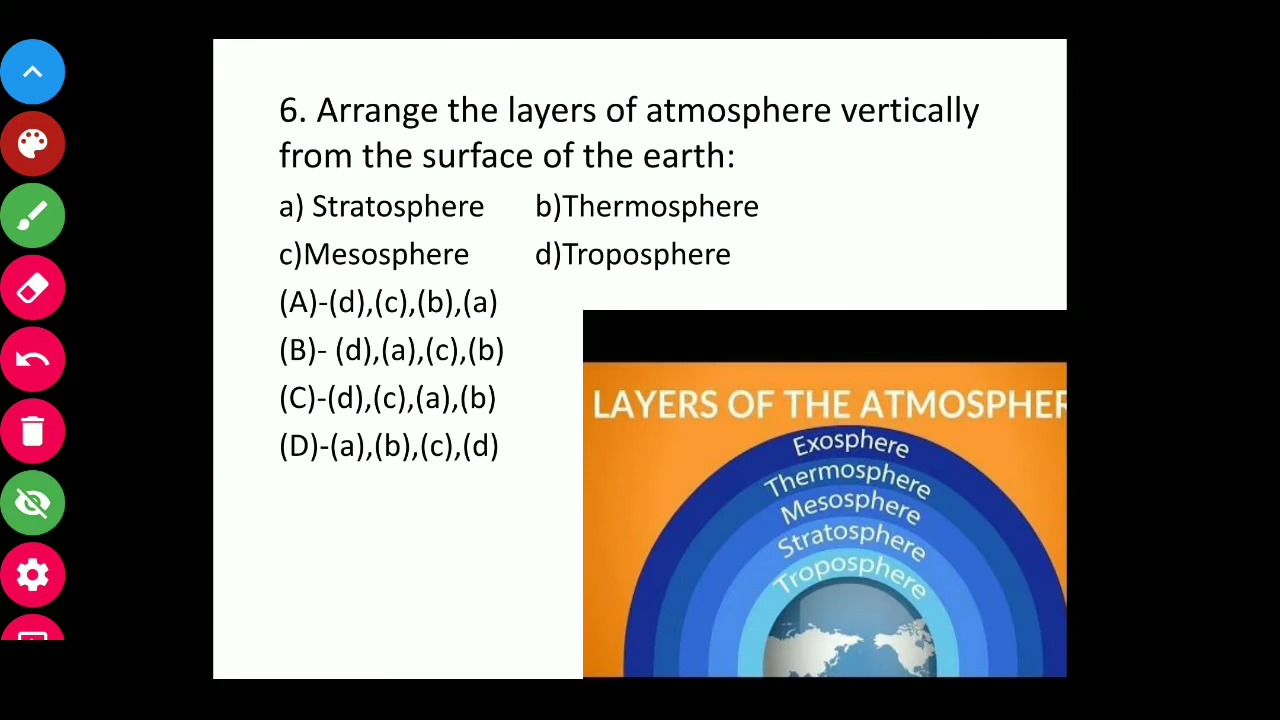 6. Arrange the layers of atmosphere vertically
from the surface of the earth:
a) Stratosphere b)Thermosphere
c)Mesosphere d)Troposphere
(A)-(d),(c),(b),(a)
(B)- (d),(a),(c),(b)
(C)-(d),(c),(a),(b)
(D)-(a),(b),(c),(d)
LAYERS OF THE ATMOSPHER
Exosphere
Thermosphere
Mesosphere
Stratosphere
Troposphere